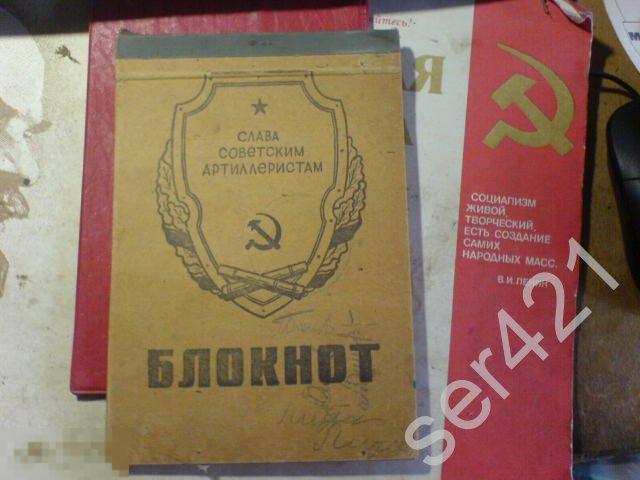 СЛАВА
СОВЕТСКИМ
АРТИЛЛЕРИСТАМ
БЛОКНОТ
СОЦИАЛИЗМ
ЖИВОЙ,
ТВОРЧЕСКИЙ,
ЕСТЬ СОЗДАНИЕ
САМИХ
НАРОДНЫХ МАСС.
В.И.ЛЕНИН
ser421